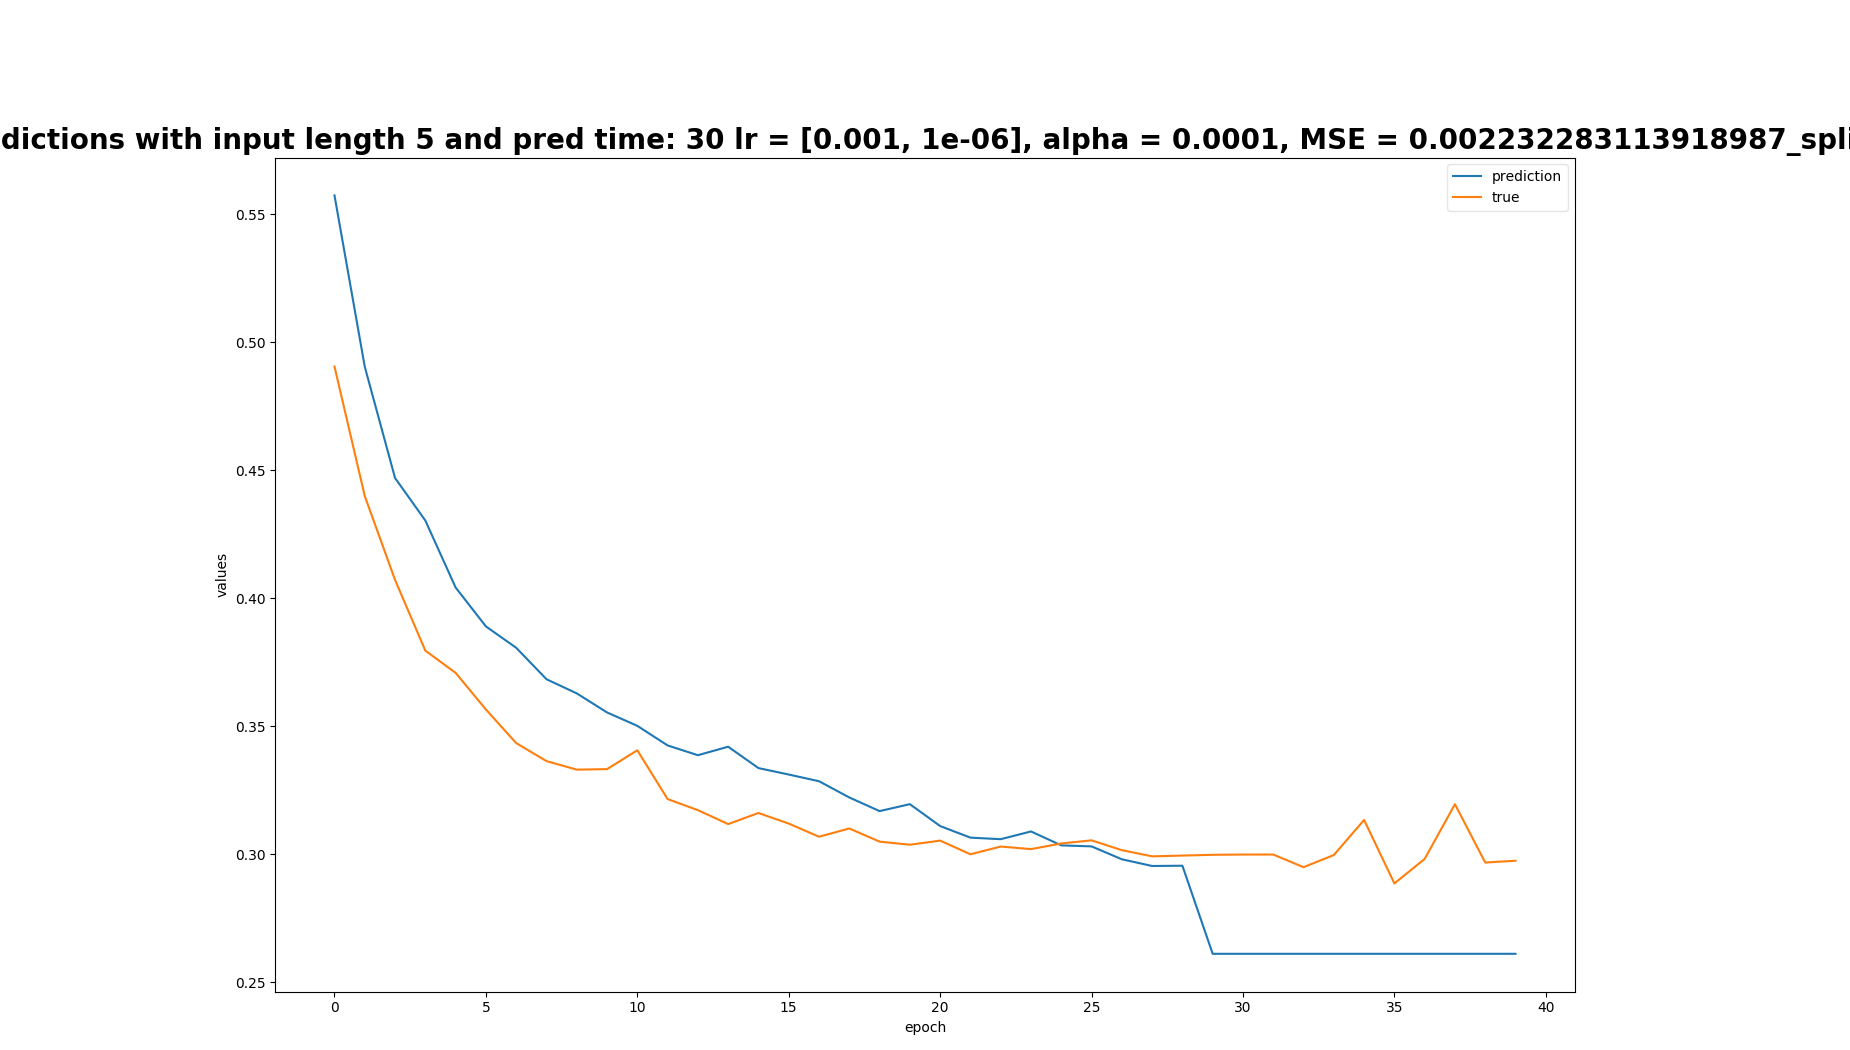 dictions with input length 5 and pred time: 30 lr = [0.001, 1e-06], alpha = 0.0001, MSE = 0.002232283113918987_spli
prediction
true
0.55
0.50
0.45
0.40
0.35
0.30
0.25
values
0 5 10 15 20 25 30 35 40
epoch